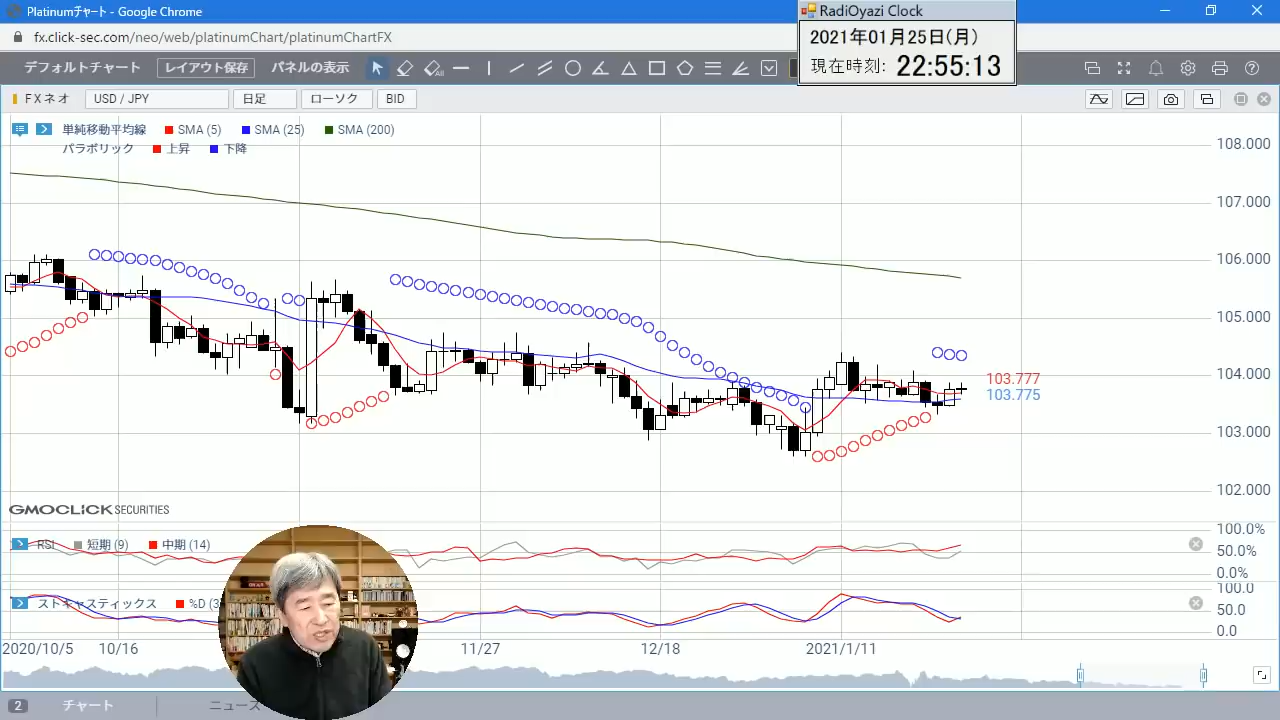 Platinumチャート - Google Chrome
RadiOyazi Clock
2021年01月25日(月)
現在時刻: 22:55:13
fx.click-sec.com/neo/web/platinumChart/platinumChartFX
デフォルトチャート レイアウト保存 パネルの表示
All
FXネオ USD / JPY 日足 ローソク BID
単純移動平均線 SMA (5) SMA (25) SMA (200)
パラボリック 上昇 下降
108.000
107.000
106.000
105.000
104.000
103.000
102.000
103.777
103.775
GMOCLICK SECURITIES
RSI 短期 (9) 中期 (14)
100.0%
50.0%
0.0%
ストキャスティックス %D (3
100.0
50.0
0.0
2020/10/5 10/16 11/27 12/18 2021/1/11
2 チャート ニュース